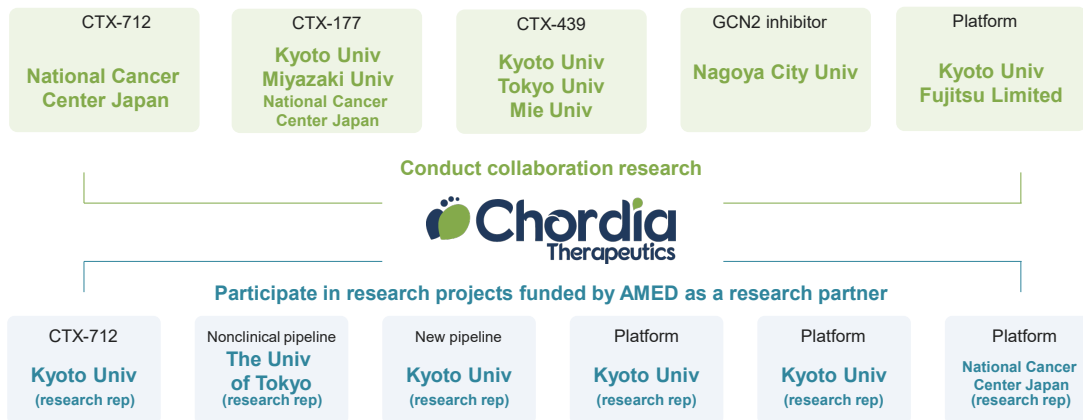 CTX-712
National Cancer
Center Japan
CTX-177
Kyoto Univ
Miyazaki Univ
National Cancer
Center Japan
CTX-439
Kyoto Univ
Tokyo Univ
Mie Univ
GCN2 inhibitor
Nagoya City Univ
Platform
Kyoto Univ
Fujitsu Limited
Conduct collaboration research
Chordia
Therapeutics
Participate in research projects funded by AMED as a research partner
CTX-712
Kyoto Univ
(research rep)
Nonclinical pipeline
The Univ
of Tokyo
(research rep)
New pipeline
Kyoto Univ
(research rep)
Platform
Kyoto Univ
(research rep)
Platform
Kyoto Univ
(research rep)
Platform
National Cancer
Center Japan
(research rep)